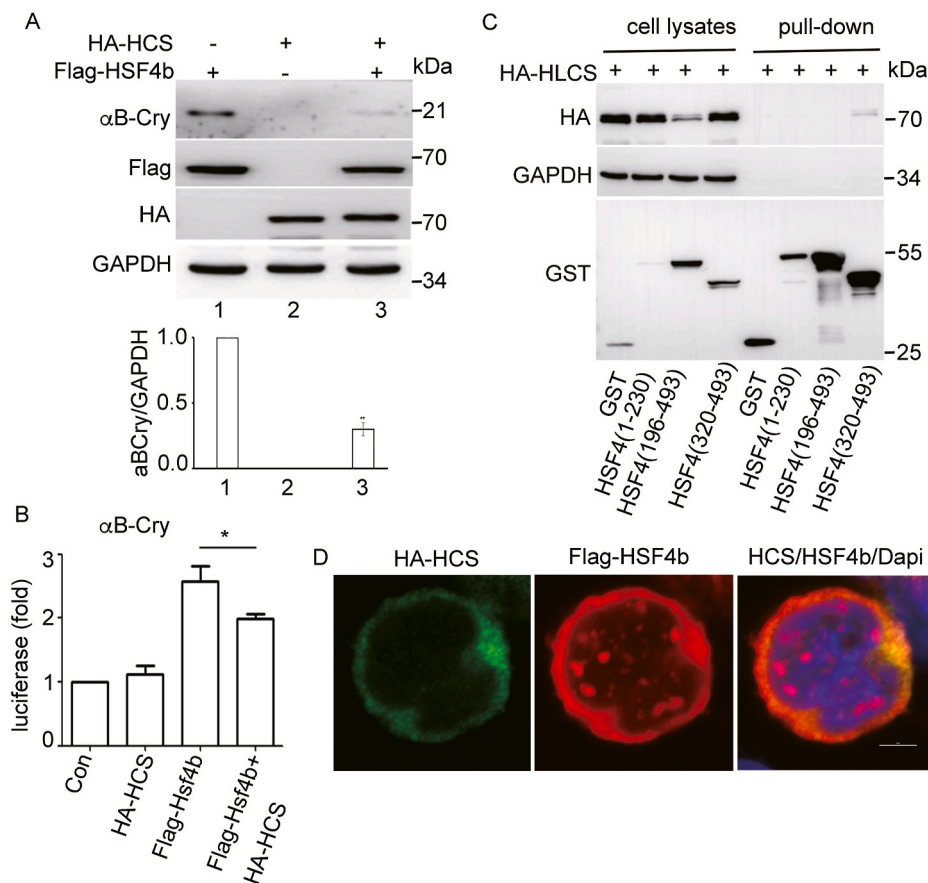 A
HA-HCS - + +
Flag-HSF4b + - + kDa
αB-Cry -21
Flag -70
HA -70
GAPDH -34
1 2 3
aBCry/GAPDH
1.0
0.5
0.0
**
1 2 3
B
αB-Cry
luciferase (fold)
3
2
1
0
*
Con
HA-HCS
Flag-Hsf4b
Flag-Hsf4b+
HA-HCS
C
cell lysates pull-down
HA-HLCS + + + + + + + + kDa
HA -70
GAPDH -34
GST -55
-25
GST
HSF4(1-230)
HSF4(196-493)
HSF4(320-493)
GST
HSF4(1-230)
HSF4(196-493)
HSF4(320-493)
D
HA-HCS Flag-HSF4b HCS/HSF4b/Dapi